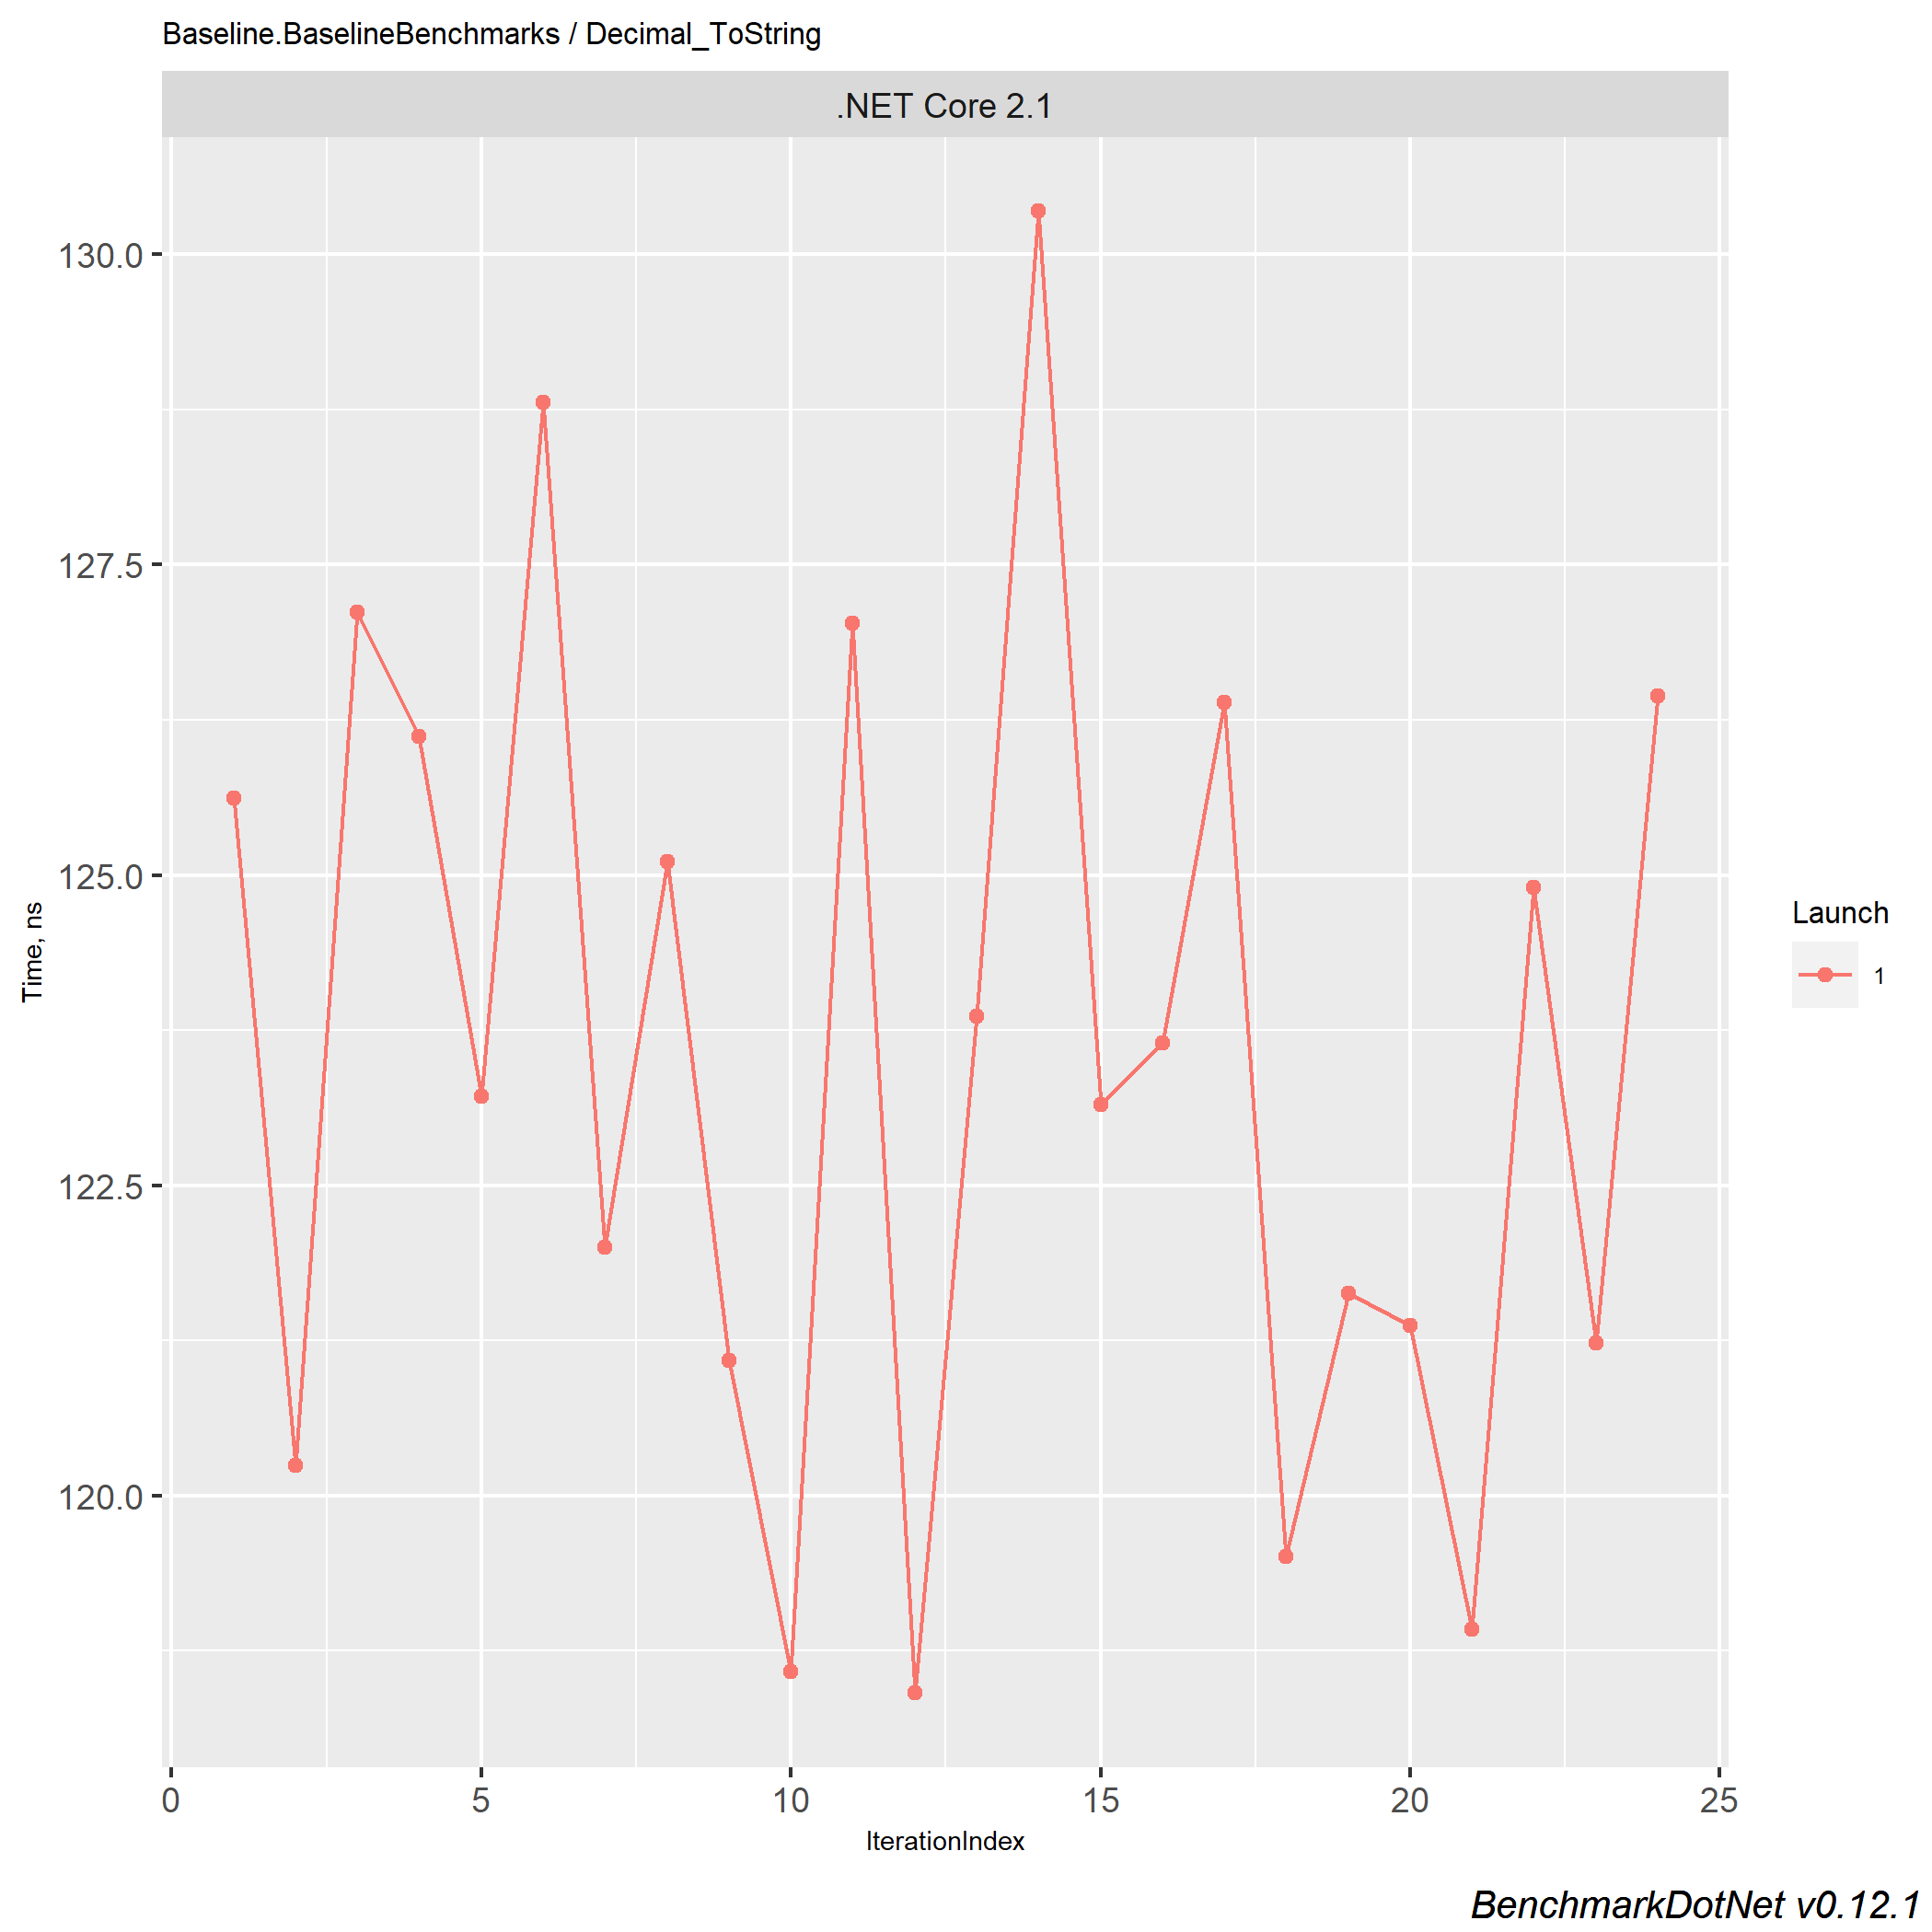 Baseline.BaselineBenchmarks / Decimal_ToString
.NET Core 2.1
130.0
127.5
125.0
122.5
120.0
Time, ns
0 5 10 15 20 25
IterationIndex
Launch
1
BenchmarkDotNet v0.12.1